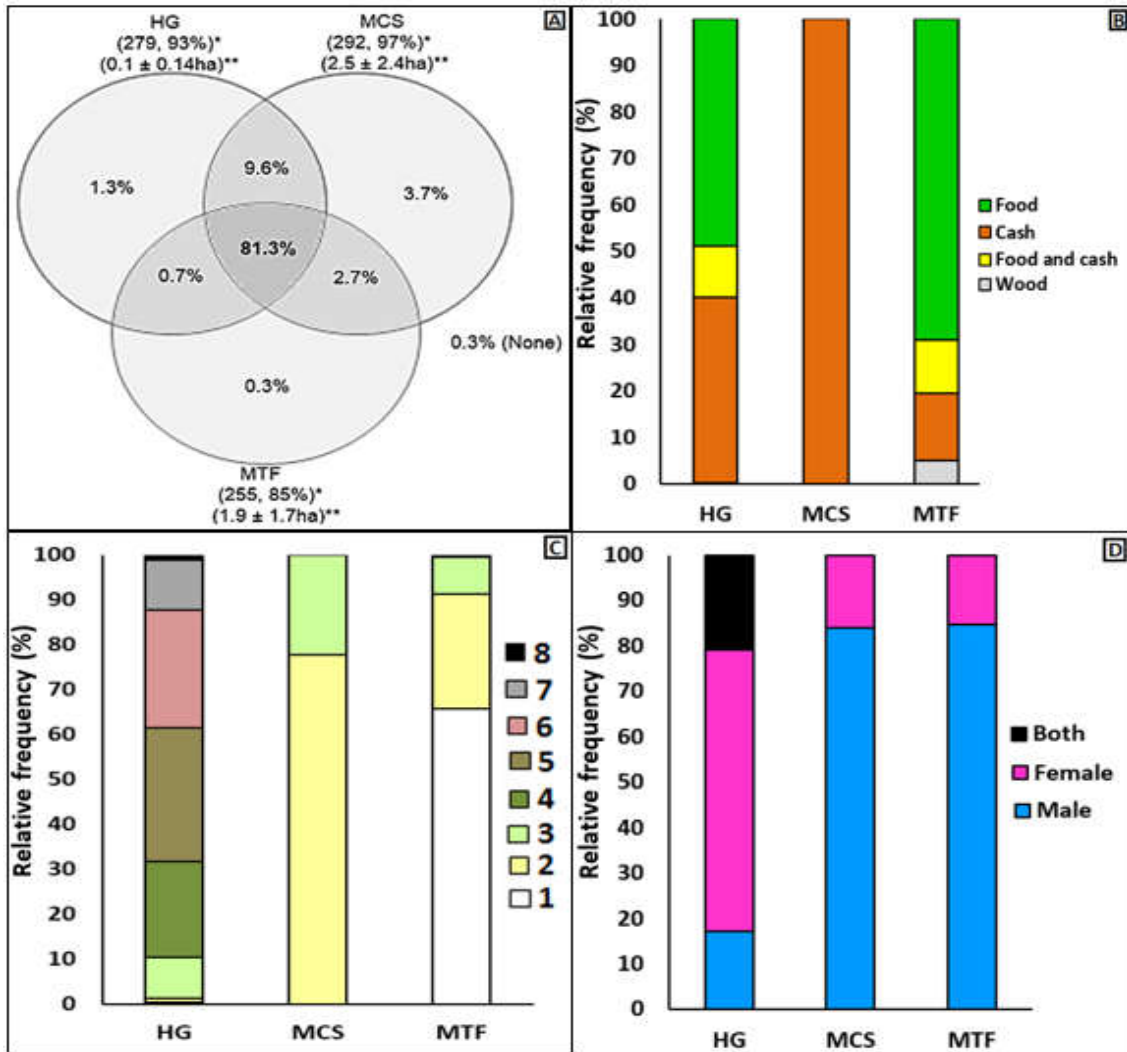 A
HG
(279, 93%)*
(0.1 ± 0.14ha)**
MCS
(292, 97%)*
(2.5 ± 2.4ha)**
1.3%
9.6%
3.7%
81.3%
0.7%
2.7%
0.3% (None)
0.3%
MTF
(255, 85%)*
(1.9 ± 1.7ha)**
B
Relative frequency (%)
100
90
80
70
60
50
40
30
20
10
0
HG MCS MTF
Food
Cash
Food and cash
Wood
C
Relative frequency (%)
100
90
80
70
60
50
40
30
20
10
0
HG MCS MTF
8
7
6
5
4
3
2
1
D
Relative frequency (%)
100
90
80
70
60
50
40
30
20
10
0
HG MCS MTF
Both
Female
Male